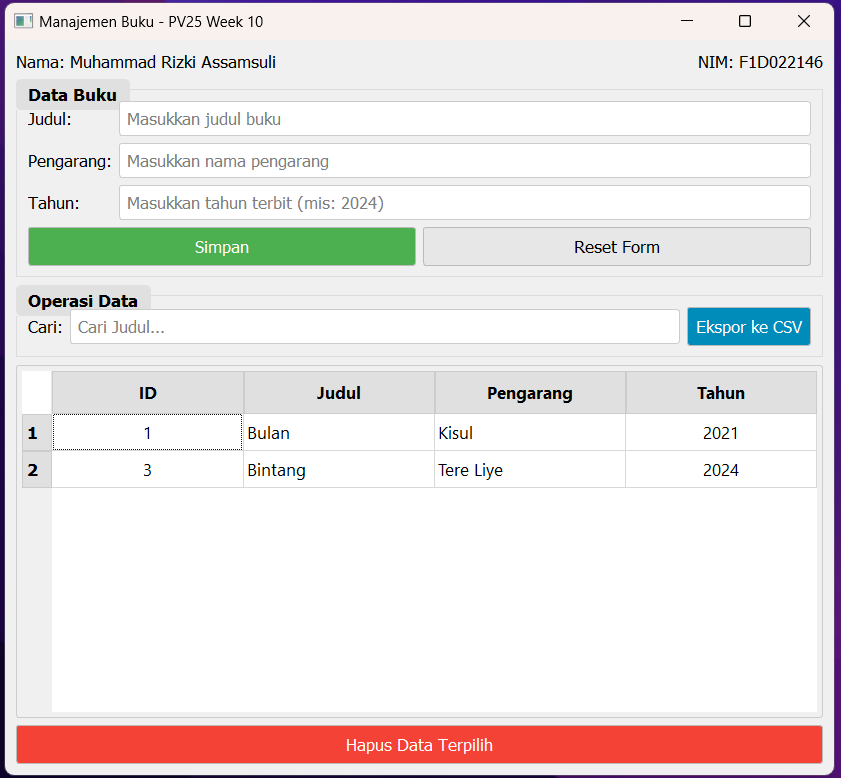 Manajemen Buku - PV25 Week 10
Nama: Muhammad Rizki Assamsuli NIM: F1D022146
Data Buku
Judul: Masukkan judul buku
Pengarang: Masukkan nama pengarang
Tahun: Masukkan tahun terbit (mis: 2024)
Simpan Reset Form
Operasi Data
Cari: Cari Judul... Ekspor ke CSV
ID Judul Pengarang Tahun
1 1 Bulan Kisul 2021
2 3 Bintang Tere Liye 2024
Hapus Data Terpilih